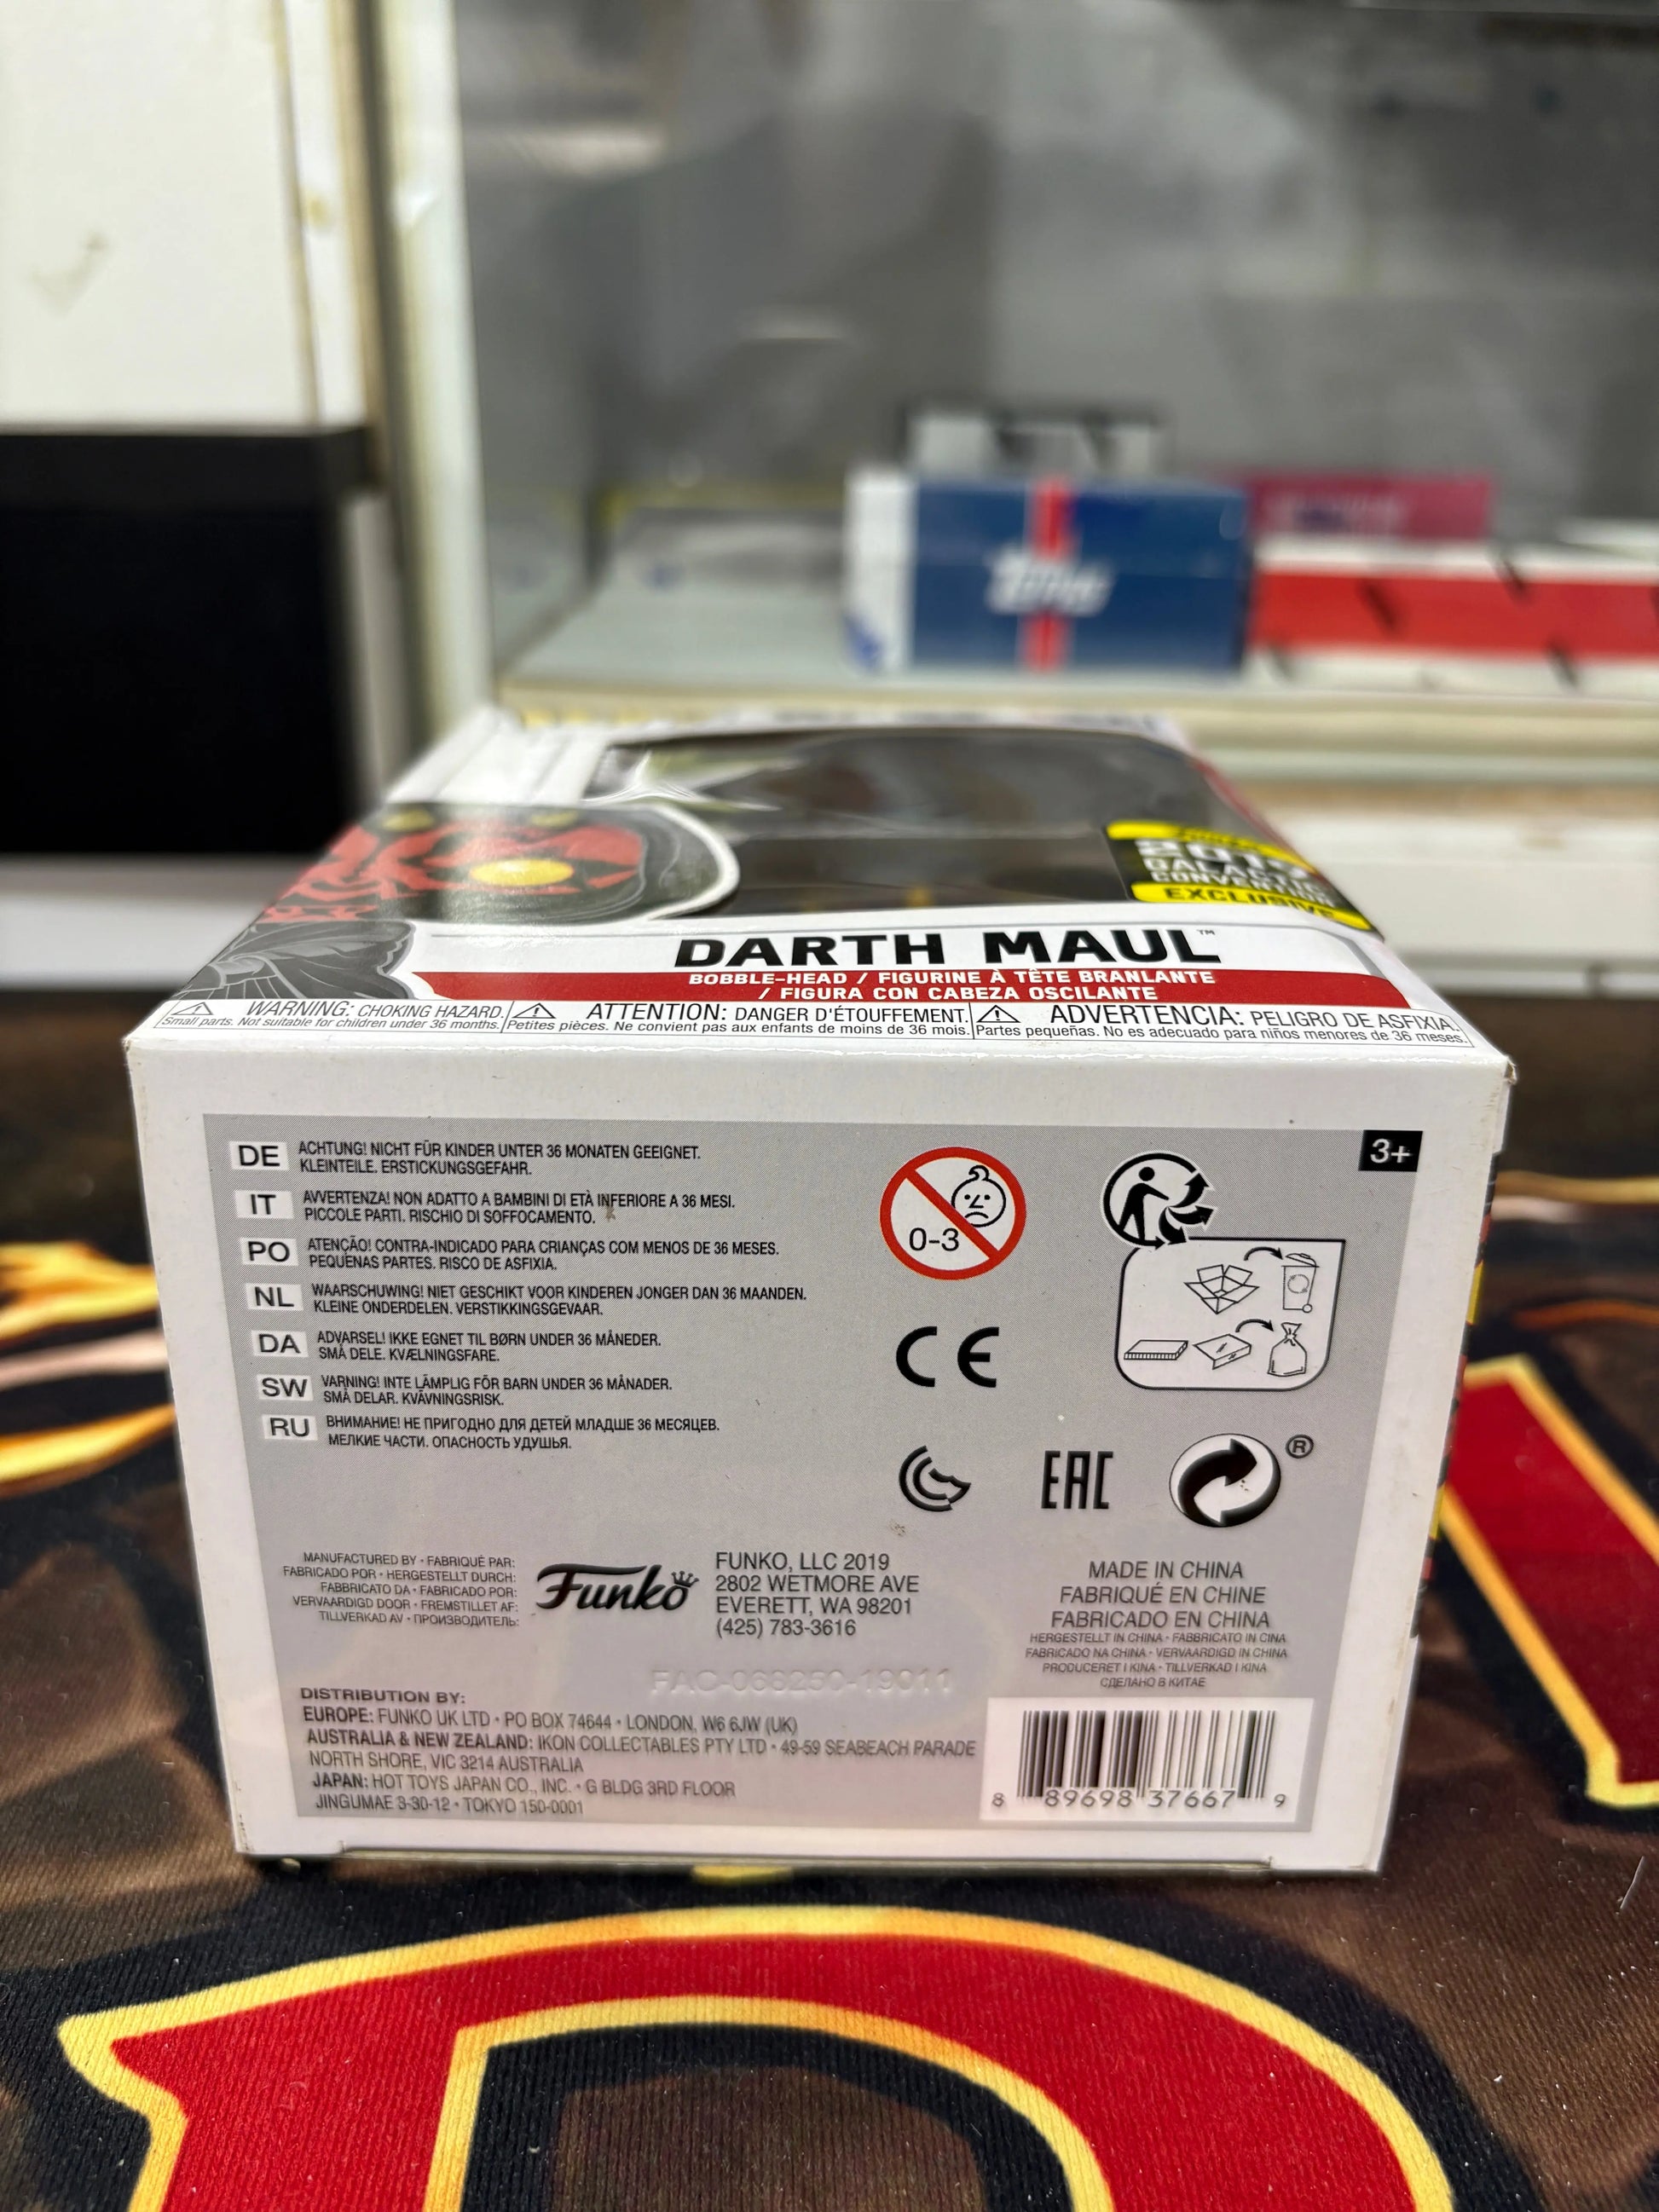 Topps
2019
GALACTIC
CONVENTION
EXCLUSIVE
DARTH MAUL™
BOBBLE-HEAD / FIGURINE À TÊTE BRANLANTE
/ FIGURA CON CABEZA OSCILANTE
WARNING: CHOKING HAZARD.
Small parts. Not suitable for children under 36 months.
ATTENTION: DANGER D'ÉTOUFFEMENT.
Petites pièces. Ne convient pas aux enfants de moins de 36 mois.
ADVERTENCIA: PELIGRO DE ASFIXIA.
Partes pequeñas. No es adecuado para niños menores de 36 meses.
DE ACHTUNG! NICHT FÜR KINDER UNTER 36 MONATEN GEEIGNET.
KLEINTEILE. ERSTICKUNGSGEFAHR.
IT AVVERTENZA! NON ADATTO A BAMBINI DI ETÀ INFERIORE A 36 MESI.
PICCOLE PARTI. RISCHIO DI SOFFOCAMENTO.
PO ATENÇÃO! CONTRA-INDICADO PARA CRIANÇAS COM MENOS DE 36 MESES.
PEQUENAS PARTES. RISCO DE ASFIXIA.
NL WAARSCHUWING! NIET GESCHIKT VOOR KINDEREN JONGER DAN 36 MAANDEN.
KLEINE ONDERDELEN. VERSTIKKINGSGEVAAR.
DA ADVARSEL! IKKE EGNET TIL BØRN UNDER 36 MÅNEDER.
SMÅ DELE. KVÆLNINGSFARE.
SW VARNING! INTE LÄMPLIG FÖR BARN UNDER 36 MÅNADER.
SMÅ DELAR. KVÄVNINGSRISK.
RU ВНИМАНИЕ! НЕ ПРИГОДНО ДЛЯ ДЕТЕЙ МЛАДШЕ 36 МЕСЯЦЕВ.
МЕЛКИЕ ЧАСТИ. ОПАСНОСТЬ УДУШЬЯ.
0-3
3+
CE
EAC
®
MANUFACTURED BY • FABRIQUÉ PAR:
FABRICADO POR • HERGESTELLT DURCH:
FABBRICATO DA • FABRICADO POR:
VERVAARDIGD DOOR • FREMSTILLET AF:
TILLVERKAD AV • ПРОИЗВОДИТЕЛЬ:
Funko
FUNKO, LLC 2019
2802 WETMORE AVE
EVERETT, WA 98201
(425) 783-3616
MADE IN CHINA
FABRIQUÉ EN CHINE
FABRICADO EN CHINA
HERGESTELLT IN CHINA • FABBRICATO IN CINA
FABRICADO NA CHINA • VERVAARDIGD IN CHINA
PRODUCERET I KINA • TILLVERKAD I KINA
СДЕЛАНО В КИТАЕ
FAC-068250-19011
DISTRIBUTION BY:
EUROPE: FUNKO UK LTD • PO BOX 74644 • LONDON, W6 6JW (UK)
AUSTRALIA & NEW ZEALAND: IKON COLLECTABLES PTY LTD • 49-59 SEABEACH PARADE
NORTH SHORE, VIC 3214 AUSTRALIA
JAPAN: HOT TOYS JAPAN CO., INC. • G BLDG 3RD FLOOR
JINGUMAE 3-30-12 • TOKYO 150-0001
8 89698 37667 9